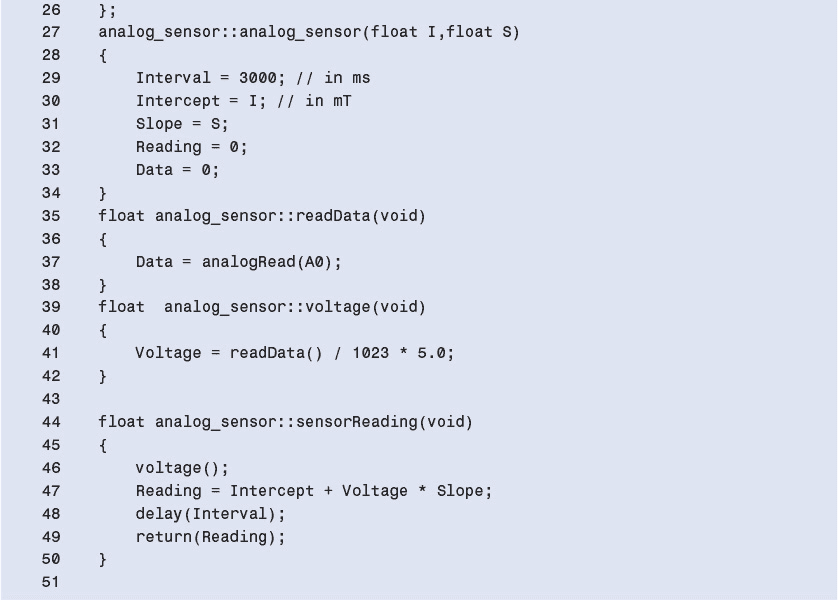 26 };
27 analog_sensor::analog_sensor(float I,float S)
28 {
29 Interval = 3000; // in ms
30 Intercept = I; // in mT
31 Slope = S;
32 Reading = 0;
33 Data = 0;
34 }
35 float analog_sensor::readData(void)
36 {
37 Data = analogRead(A0);
38 }
39 float  analog_sensor::voltage(void)
40 {
41 Voltage = readData() / 1023 * 5.0;
42 }
43
44 float analog_sensor::sensorReading(void)
45 {
46 voltage();
47 Reading = Intercept + Voltage * Slope;
48 delay(Interval);
49 return(Reading);
50 }
51